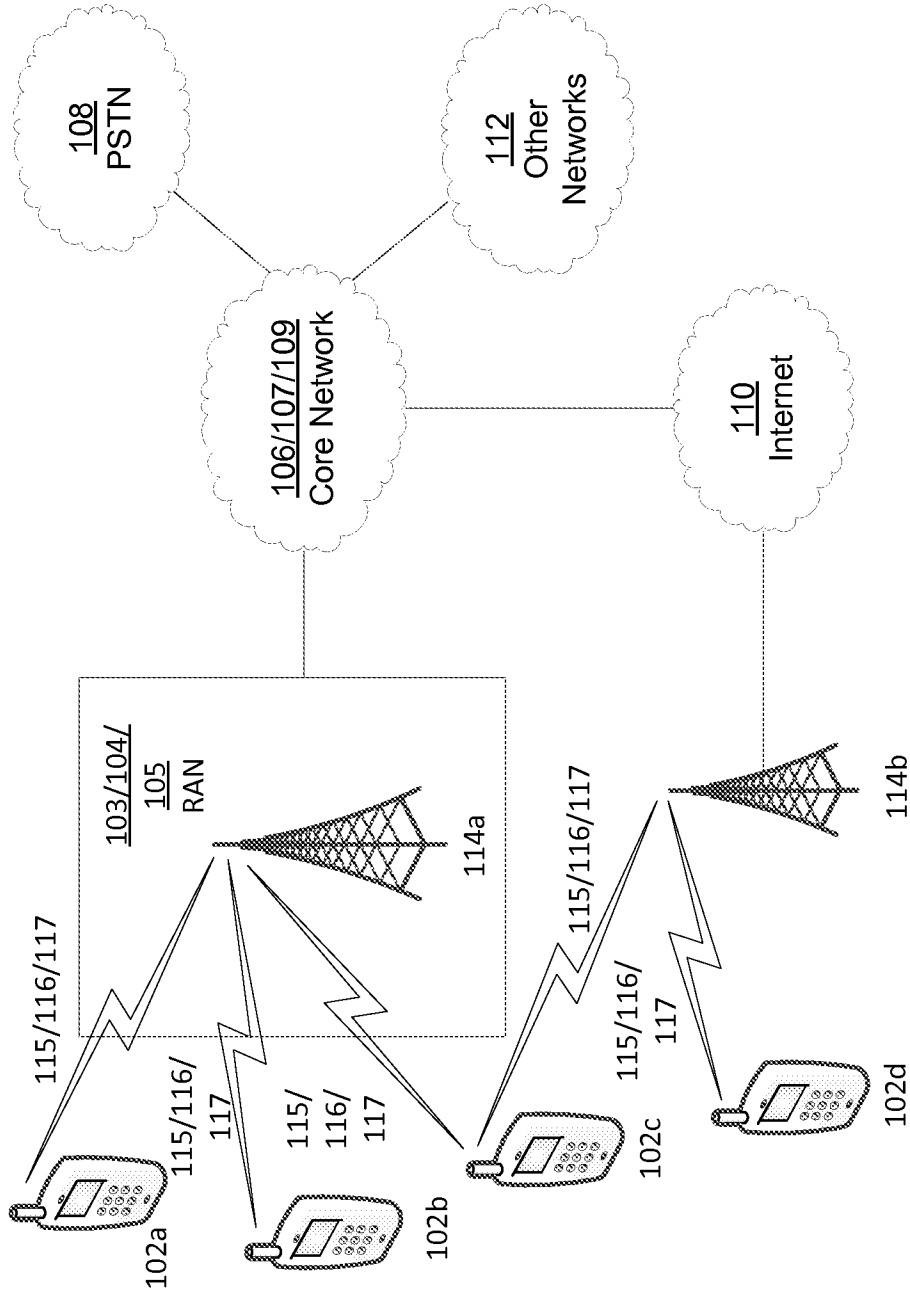 102a
115/116/117
102b
115/116/
117
115/
116/
117
103/104/
105
RAN
114a
102c
115/116/117
102d
115/116/
117
114b
106/107/109
Core Network
108
PSTN
112
Other
Networks
110
Internet